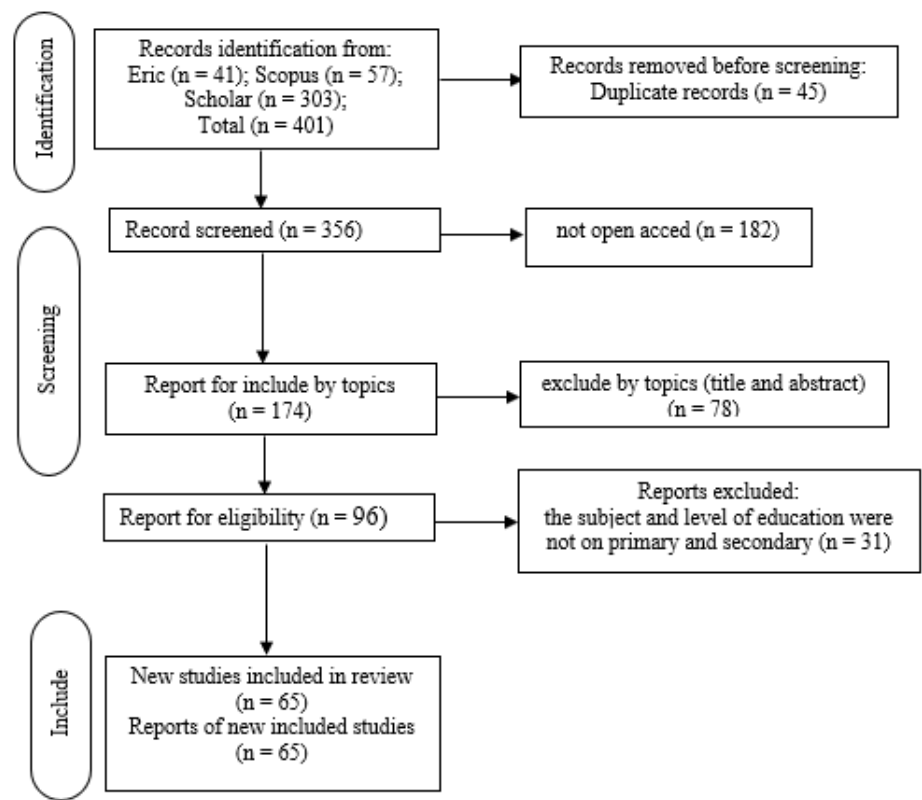 Identification
Records identification from:
Eric (n = 41); Scopus (n = 57);
Scholar (n = 303);
Total (n = 401)
Records removed before screening:
Duplicate records (n = 45)
Screening
Record screened (n = 356)
not open acced (n = 182)
Report for include by topics
(n = 174)
exclude by topics (title and abstract)
(n = 78)
Report for eligibility (n = 96)
Reports excluded:
the subject and level of education were
not on primary and secondary (n = 31)
Include
New studies included in review
(n = 65)
Reports of new included studies
(n = 65)